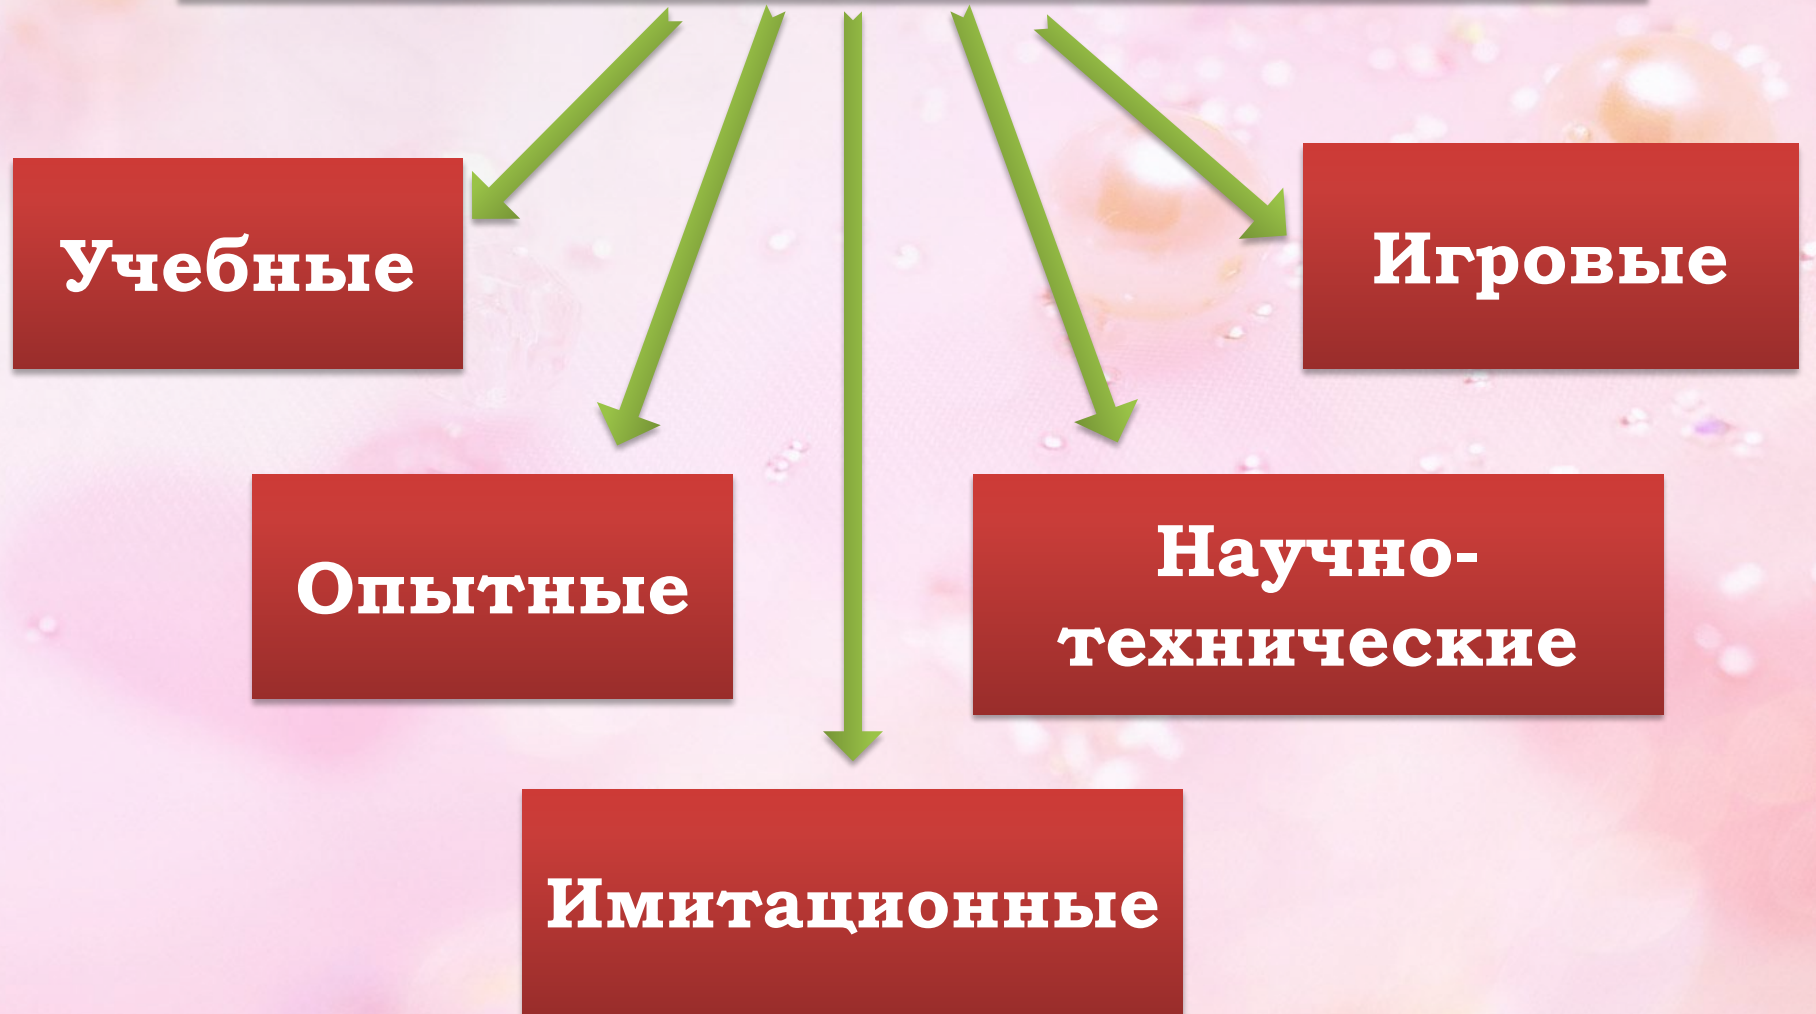 Учебные
Игровые
Опытные
Научно-
технические
Имитационные